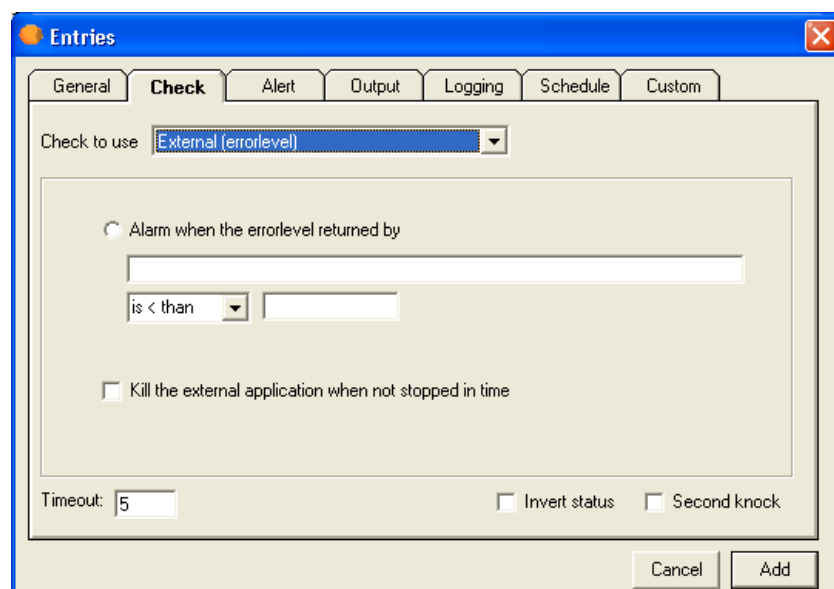 Entries
General Check Alert Output Logging Schedule Custom
Check to use External (errorlevel)
Alarm when the errorlevel returned by
is < than
Kill the external application when not stopped in time
Timeout: 5 Invert status Second knock
Cancel Add